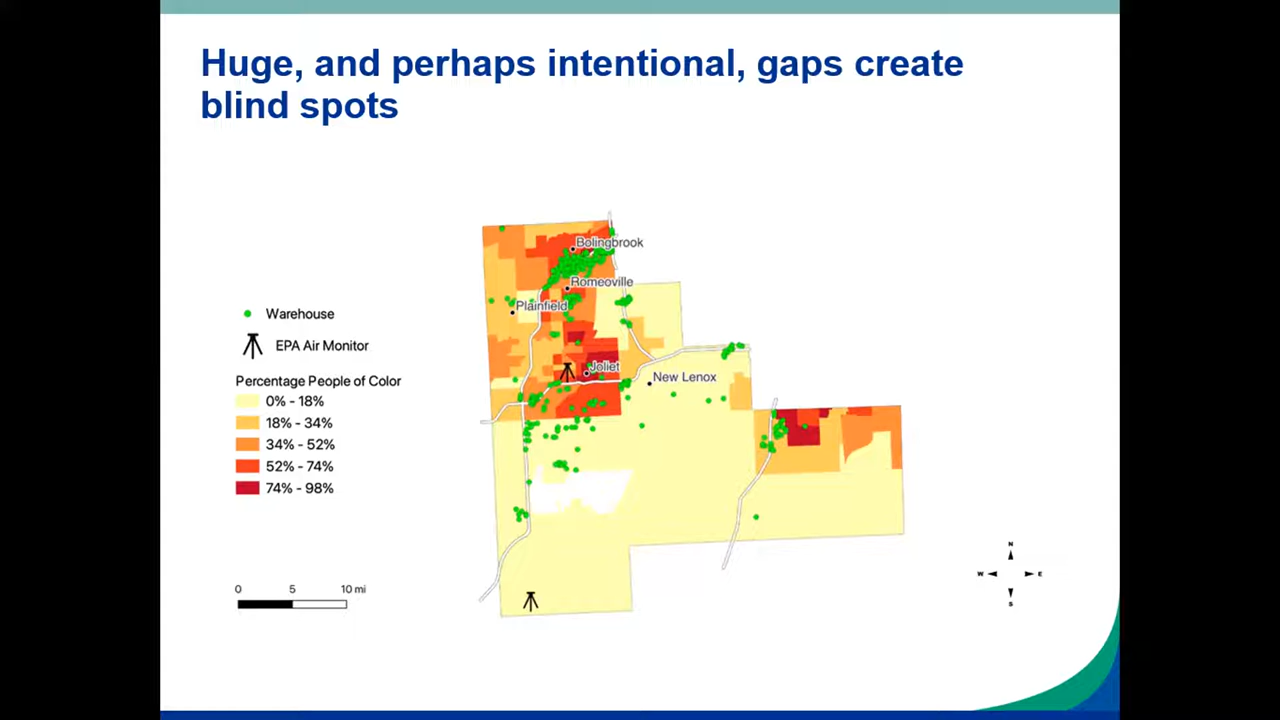 Huge, and perhaps intentional, gaps create
blind spots
Bolingbrook
Romeoville
Plainfield
Joliet
New Lenox
Warehouse
EPA Air Monitor
Percentage People of Color
0% - 18%
18% - 34%
34% - 52%
52% - 74%
74% - 98%
0 5 10 mi
N
W E
S